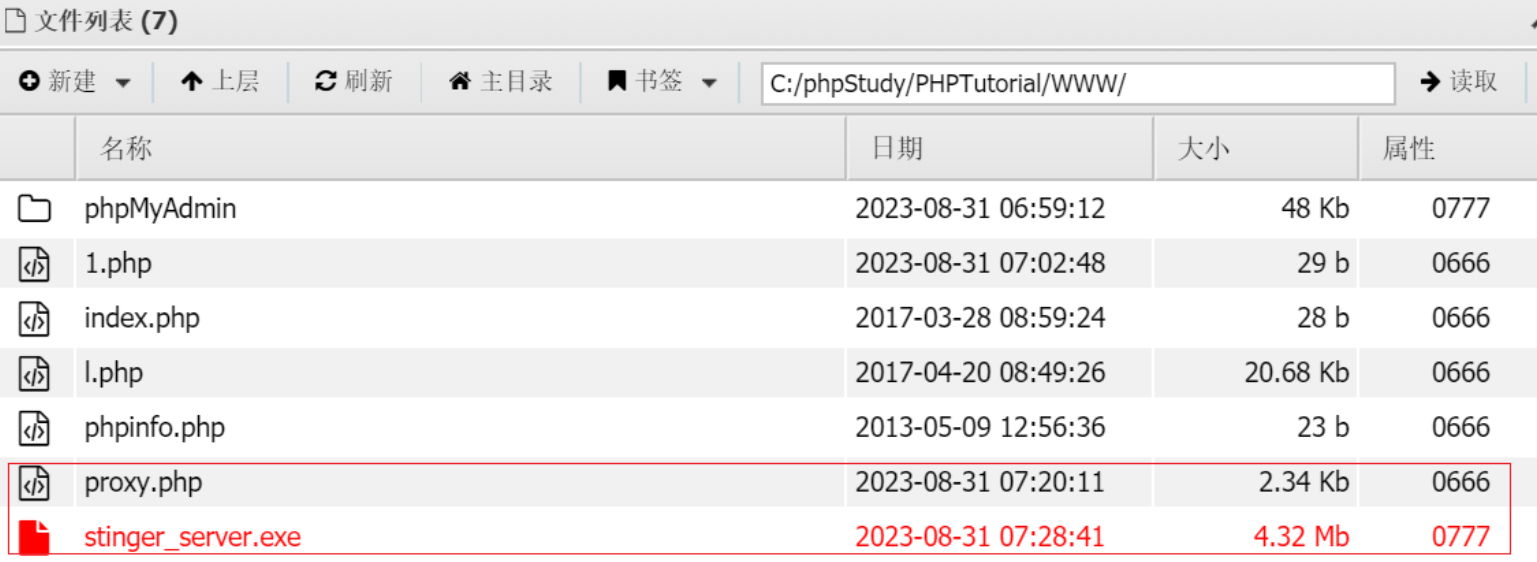 文件列表 (7)
新建 上层 刷新 主目录 书签 C:/phpStudy/PHPTutorial/WWW/ 读取
名称 日期 大小 属性
phpMyAdmin 2023-08-31 06:59:12 48 Kb 0777
1.php 2023-08-31 07:02:48 29 b 0666
index.php 2017-03-28 08:59:24 28 b 0666
l.php 2017-04-20 08:49:26 20.68 Kb 0666
phpinfo.php 2013-05-09 12:56:36 23 b 0666
proxy.php 2023-08-31 07:20:11 2.34 Kb 0666
stinger_server.exe 2023-08-31 07:28:41 4.32 Mb 0777